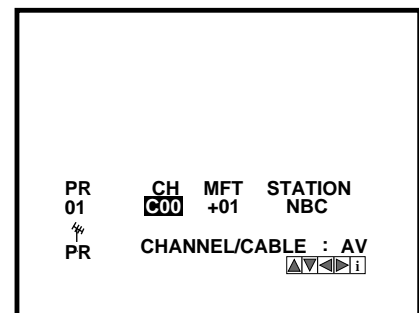 PR CH MFT STATION
01 C00 +01 NBC
PR CHANNEL/CABLE : AV
i